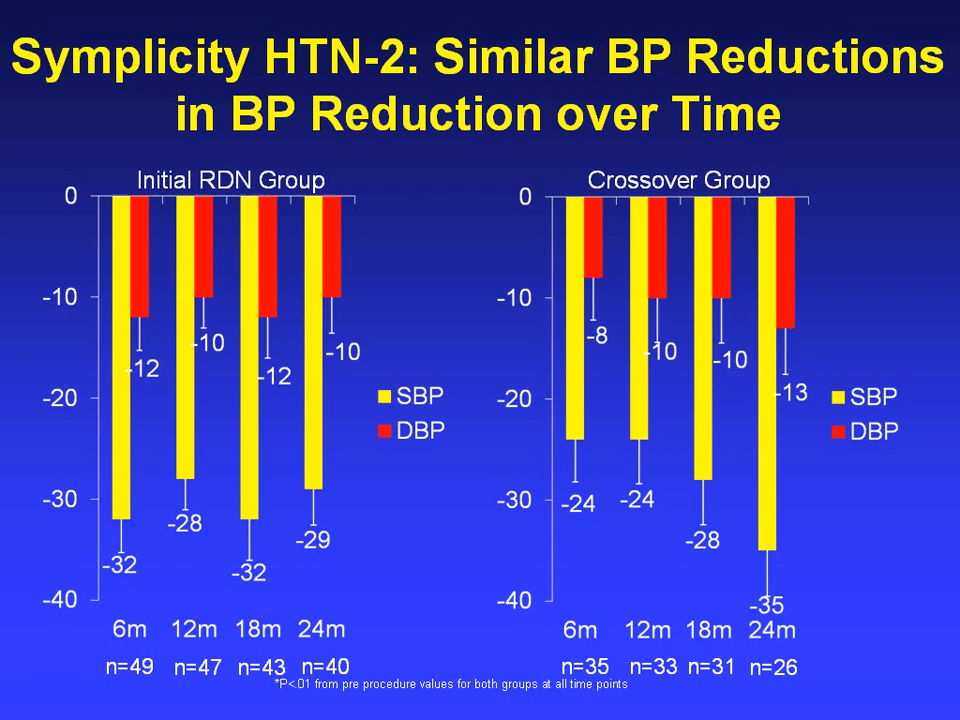 Symplicity HTN-2: Similar BP Reductions
in BP Reduction over Time
Initial RDN Group
0
-10
-20
-30
-40
-12
-10
-12
-10
-32
-28
-32
-29
SBP
DBP
6m 12m 18m 24m
n=49 n=47 n=43 n=40
Crossover Group
0
-10
-20
-30
-40
-8
-10
-10
-13
-24
-24
-28
-35
SBP
DBP
6m 12m 18m 24m
n=35 n=33 n=31 n=26
*P<.01 from pre procedure values for both groups at all time points